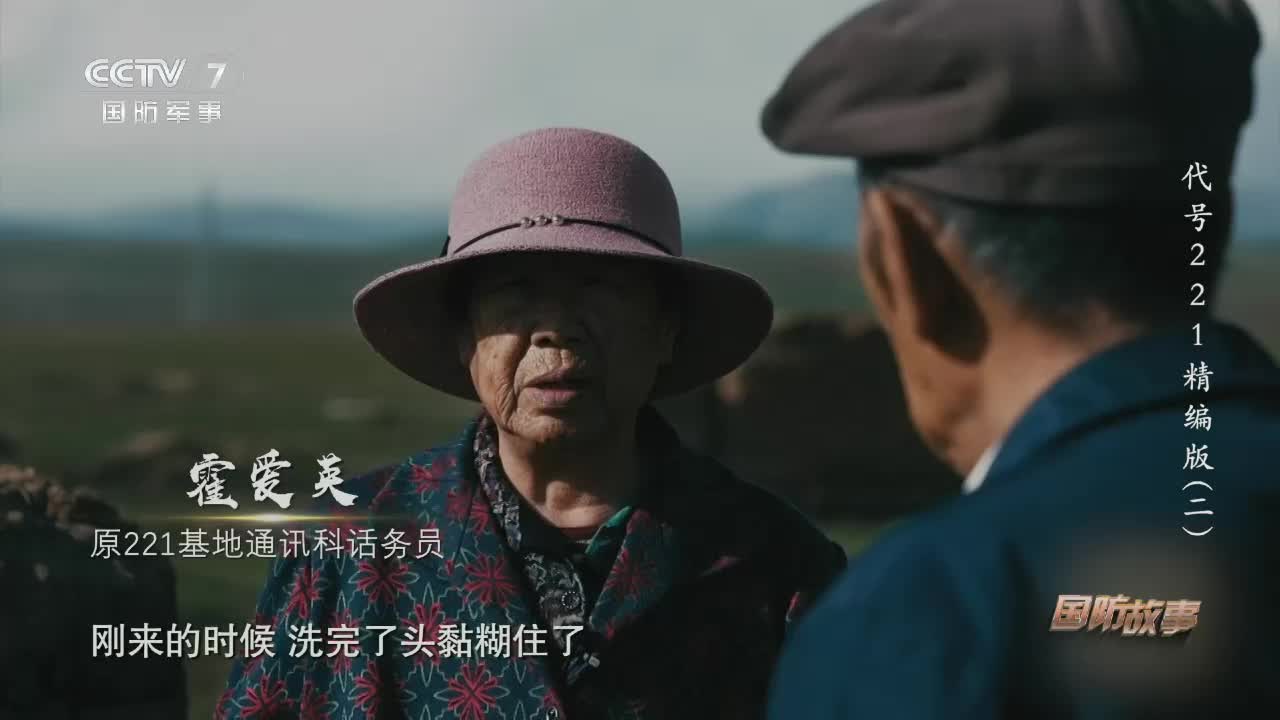 CCTV 7
国防军事
代号221精编版(二)
霍爱英
原221基地通讯科话务员
刚来的时候 洗完了头黏糊住了
国防故事